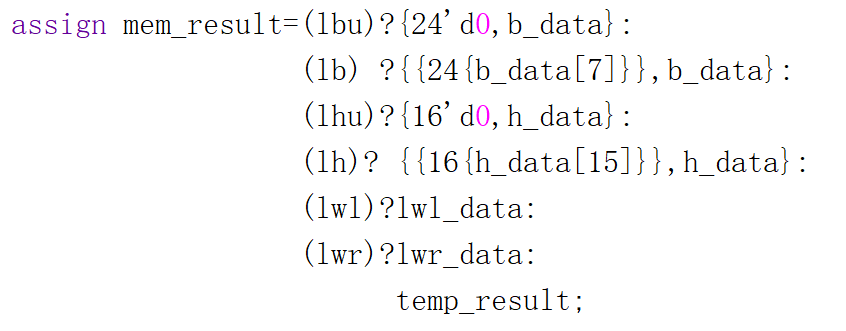 assign mem_result=(lbu)?{24'd0,b_data}:
(lb) ?{{24{b_data[7]}},b_data}:
(lhu)?{16'd0,h_data}:
(lh)? {{16{h_data[15]}},h_data}:
(lwl)?lwl_data:
(lwr)?lwr_data:
temp_result;